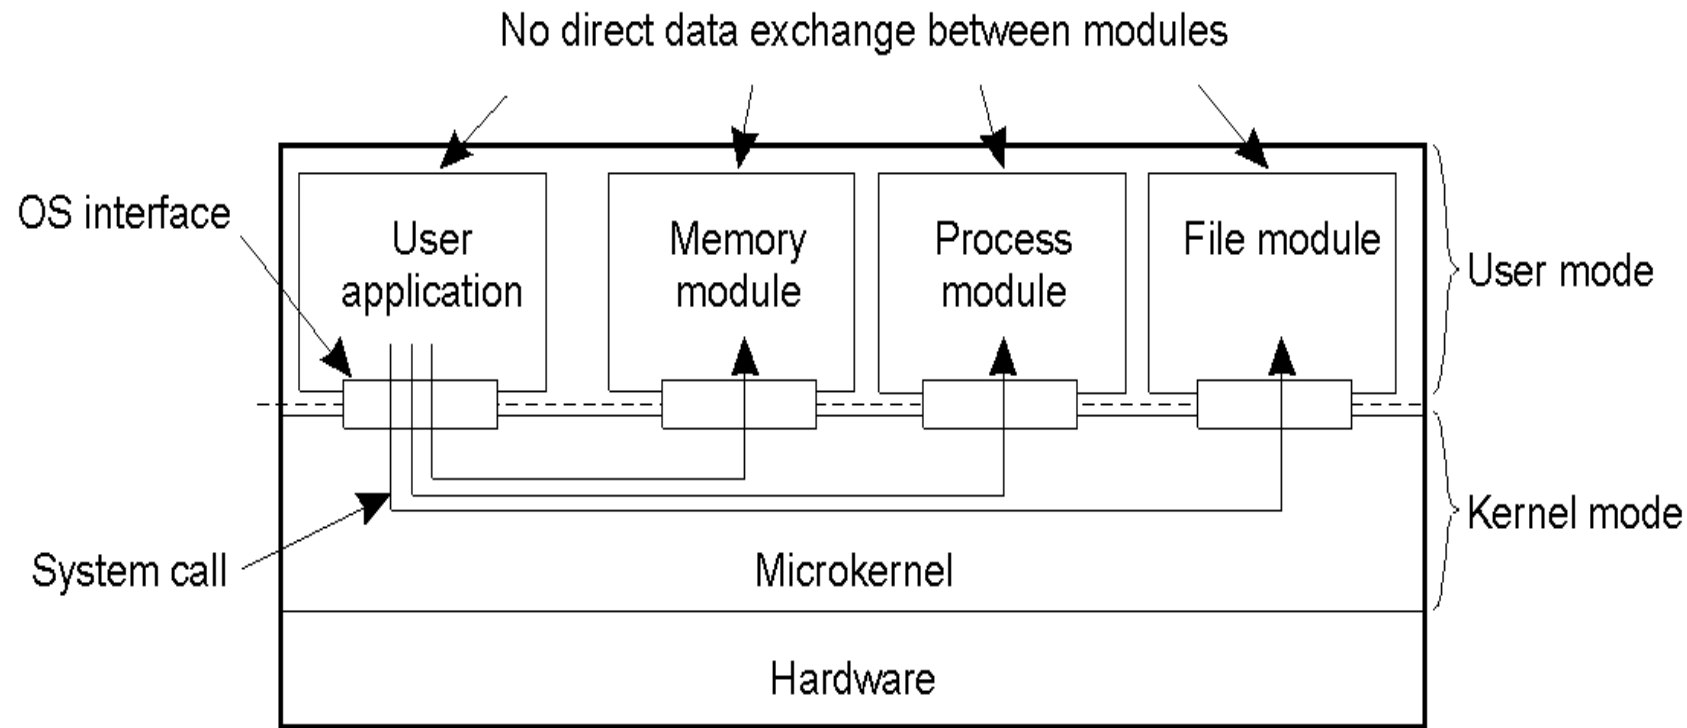 No direct data exchange between modules
OS interface
User
application
Memory
module
Process
module
File module
User mode
Kernel mode
System call
Microkernel
Hardware